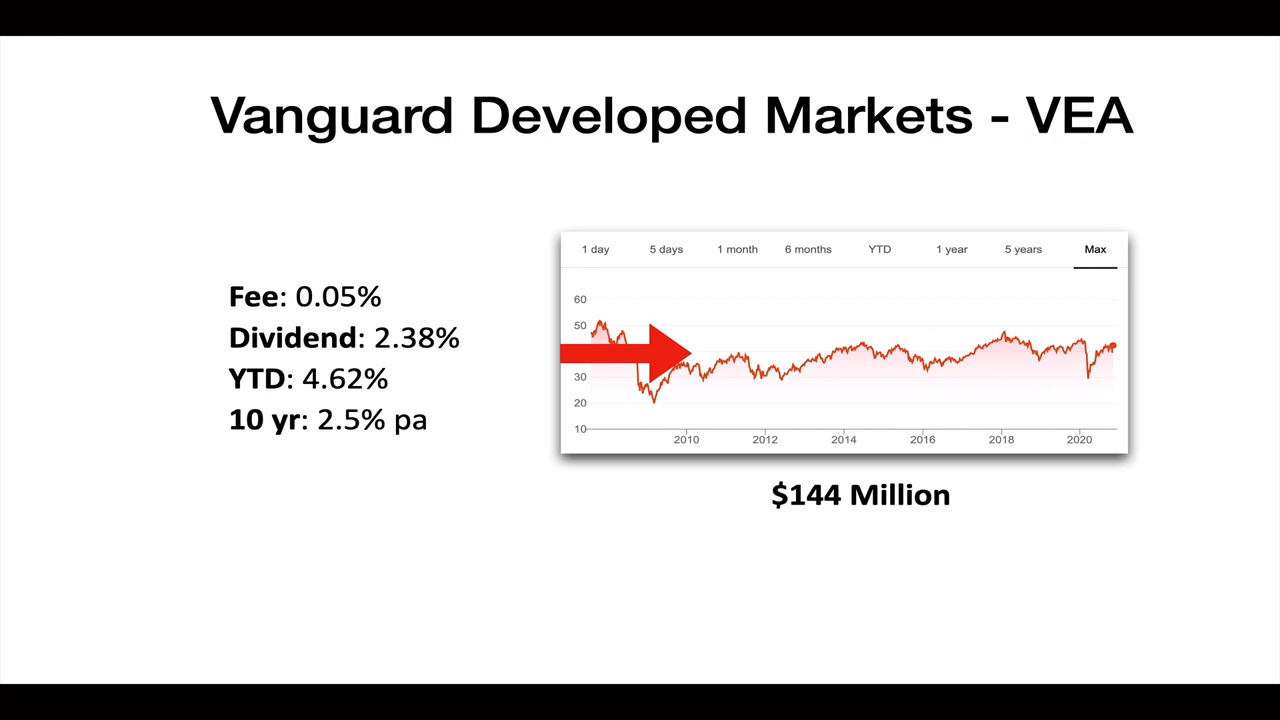 Vanguard Developed Markets - VEA
Fee: 0.05%
Dividend: 2.38%
YTD: 4.62%
10 yr: 2.5% pa
1 day 5 days 1 month 6 months YTD 1 year 5 years Max
60
50
30
20
10
2010 2012 2014 2016 2018 2020
$144 Million